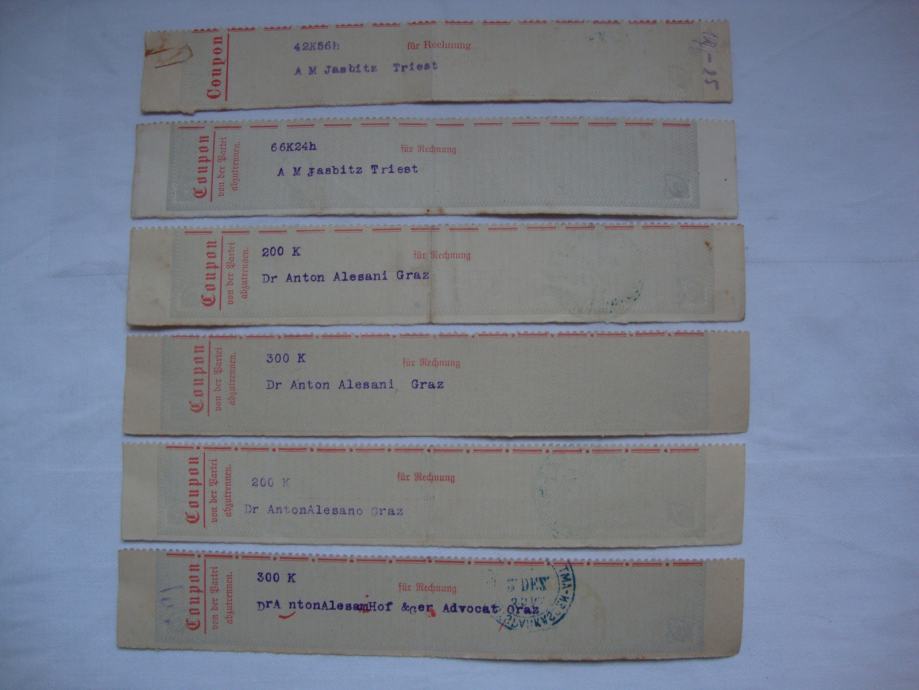 Coupon
42K56h
für Rechnung
A M Jasbitz Triest
Coupon
von der Partei
abzutrennen.
66K24h
für Rechnung
A M Jasbitz Triest
Coupon
von der Partei
abzutrennen.
200 K
für Rechnung
Dr Anton Alesani Graz
Coupon
von der Partei
abzutrennen.
300 K
für Rechnung
Dr Anton Alesani Graz
Coupon
von der Partei
abzutrennen.
200 K
für Rechnung
Dr AntonAlesano Graz
Coupon
von der Partei
abzutrennen.
300 K
für Rechnung
DrA ntonAlesanHof &ger Advocat Graz